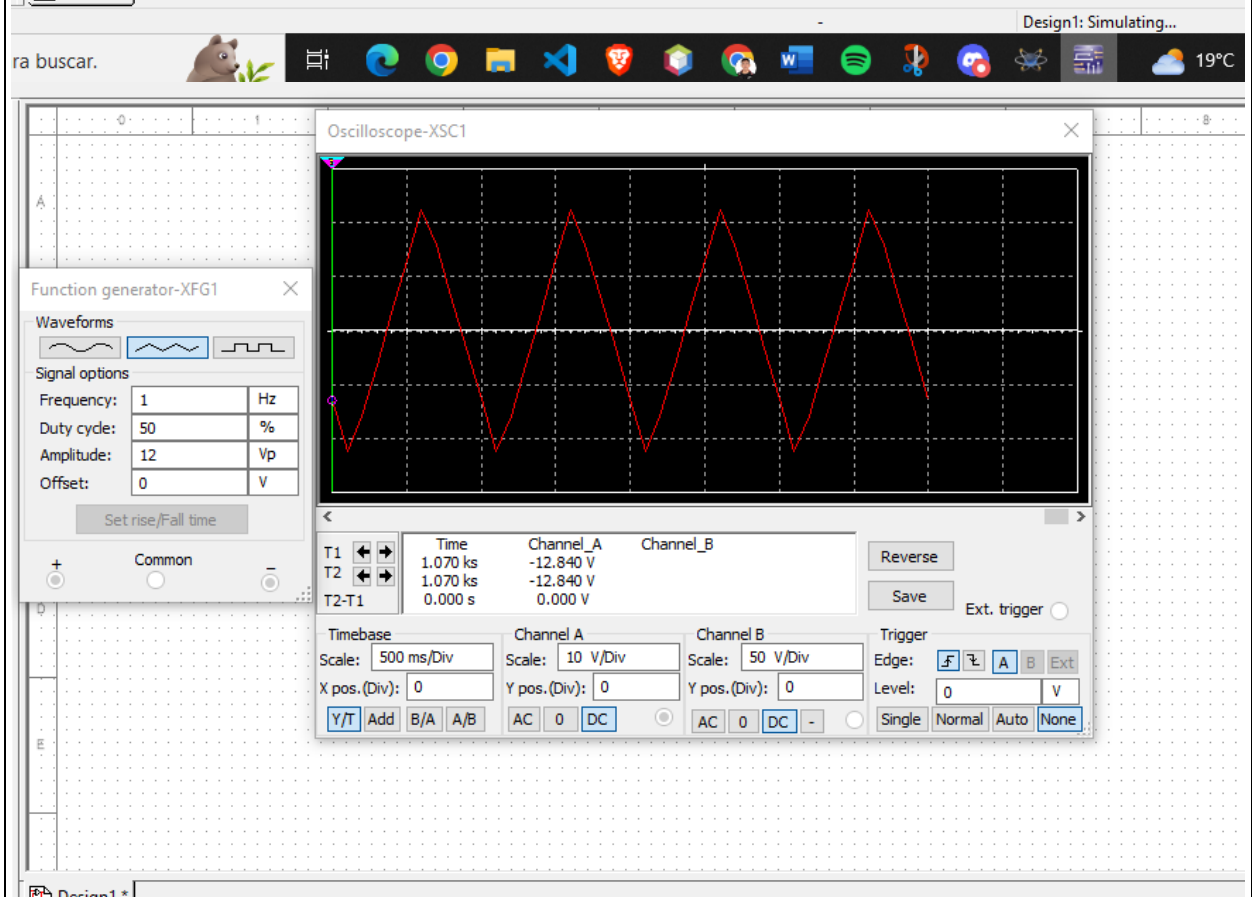 Design1: Simulating...
ra buscar.
19°C
0 1 8
A
D
E
Oscilloscope-XSC1
Function generator-XFG1
Waveforms
Signal options
Frequency: 1 Hz
Duty cycle: 50 %
Amplitude: 12 Vp
Offset: 0 V
Set rise/Fall time
+ Common −
Time Channel_A Channel_B
T1 1.070 ks -12.840 V
T2 1.070 ks -12.840 V
T2-T1 0.000 s 0.000 V
Reverse
Save
Ext. trigger
Timebase
Scale: 500 ms/Div
X pos.(Div): 0
Y/T Add B/A A/B
Channel A
Scale: 10 V/Div
Y pos.(Div): 0
AC 0 DC
Channel B
Scale: 50 V/Div
Y pos.(Div): 0
AC 0 DC -
Trigger
Edge: A B Ext
Level: 0 V
Single Normal Auto None
Design1 *